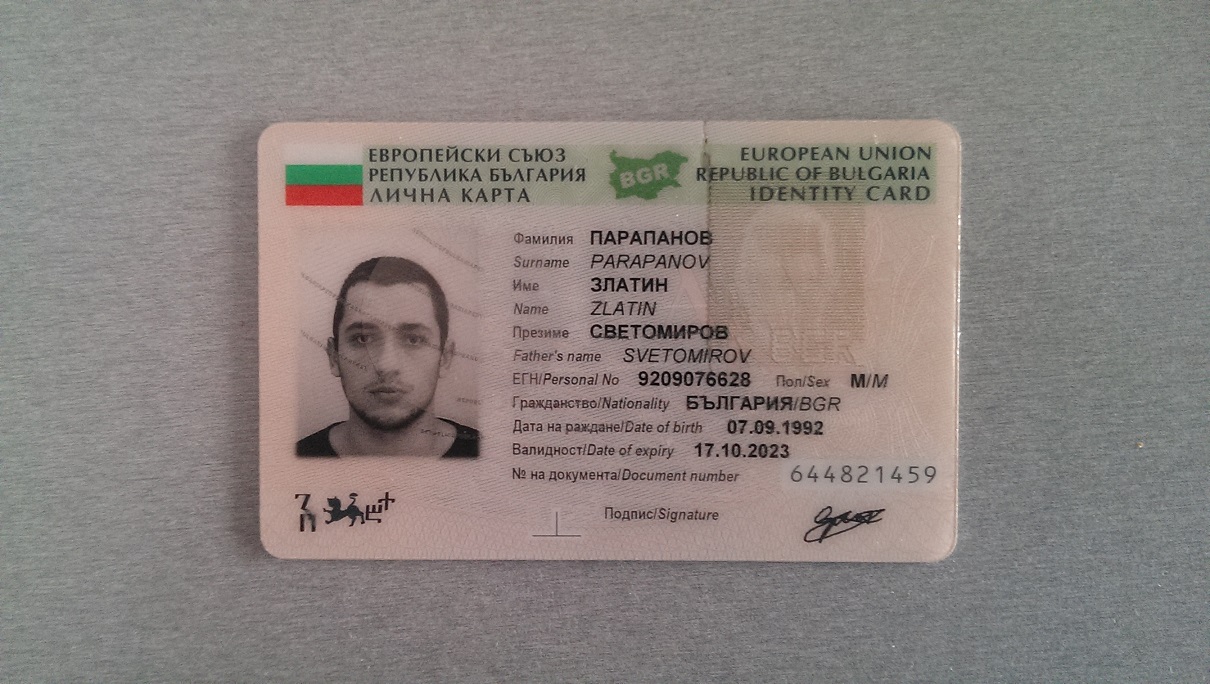 ЕВРОПЕЙСКИ СЪЮЗ
РЕПУБЛИКА БЪЛГАРИЯ
ЛИЧНА КАРТА
BGR
EUROPEAN UNION
REPUBLIC OF BULGARIA
IDENTITY CARD
Фамилия ПАРАПАНОВ
Surname PARAPANOV
Име ЗЛАТИН
Name ZLATIN
Презиме СВЕТОМИРОВ
Father's name SVETOMIROV
ЕГН/Personal No 9209076628 Пол/Sex М/M
Гражданство/Nationality БЪЛГАРИЯ/BGR
Дата на раждане/Date of birth 07.09.1992
Валидност/Date of expiry 17.10.2023
№ на документа/Document number 644821459
Подпис/Signature